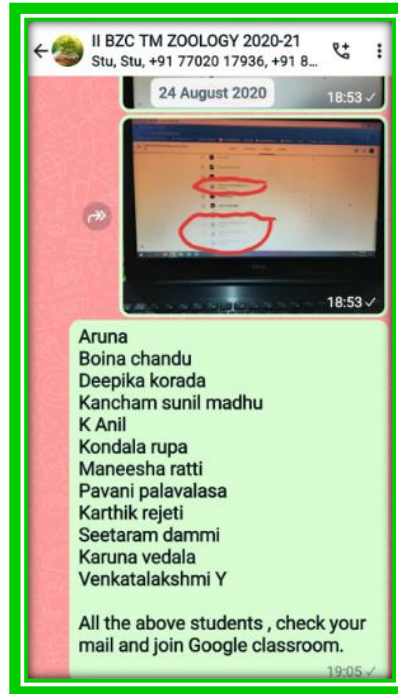 II BZC TM ZOOLOGY 2020-21
Stu, Stu, +91 77020 17936, +91 8...
24 August 2020
18:53
18:53
Aruna
Boina chandu
Deepika korada
Kancham sunil madhu
K Anil
Kondala rupa
Maneesha ratti
Pavani palavalasa
Karthik rejeti
Seetaram dammi
Karuna vedala
Venkatalakshmi Y
All the above students , check your
mail and join Google classroom.
19:05